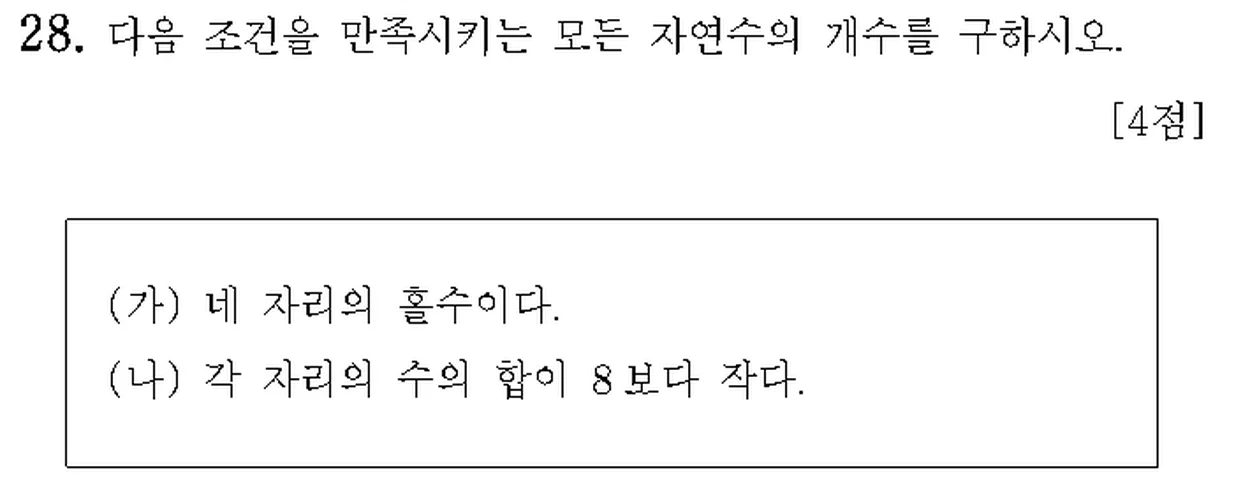 28. 다음 조건을 만족시키는 모든 자연수의 개수를 구하시오.
[4점]
(가) 네 자리의 홀수이다.
(나) 각 자리의 수의 합이 8보다 작다.